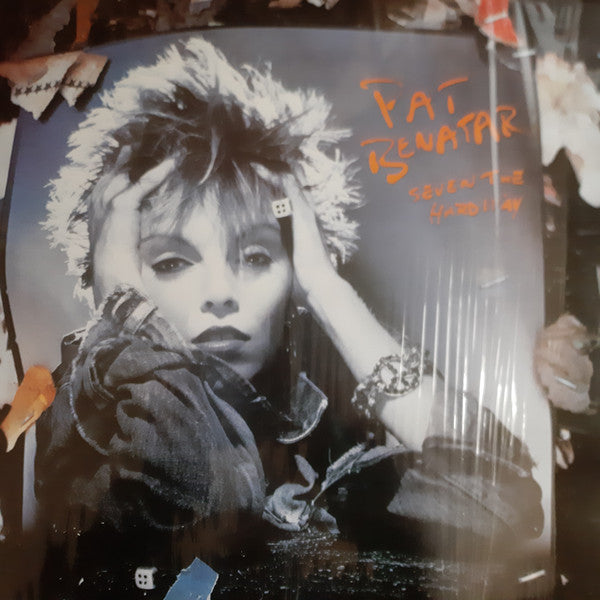 PAT
BENATAR
SEVEN THE
HARD WAY